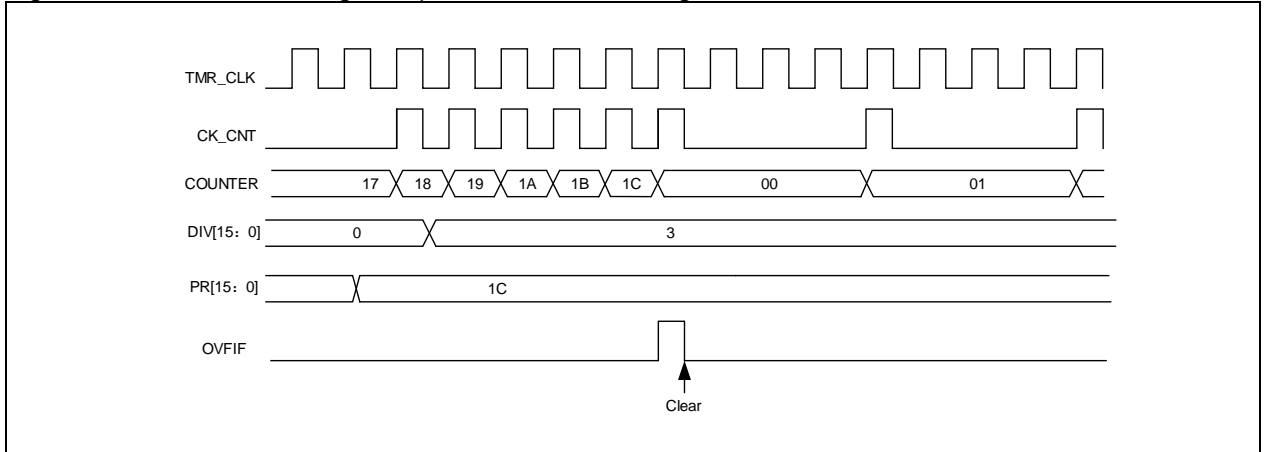 TMR_CLK
CK_CNT
COUNTER 17 18 19 1A 1B 1C 00 01
DIV[15：0] 0 3
PR[15：0] 1C
OVFIF
Clear